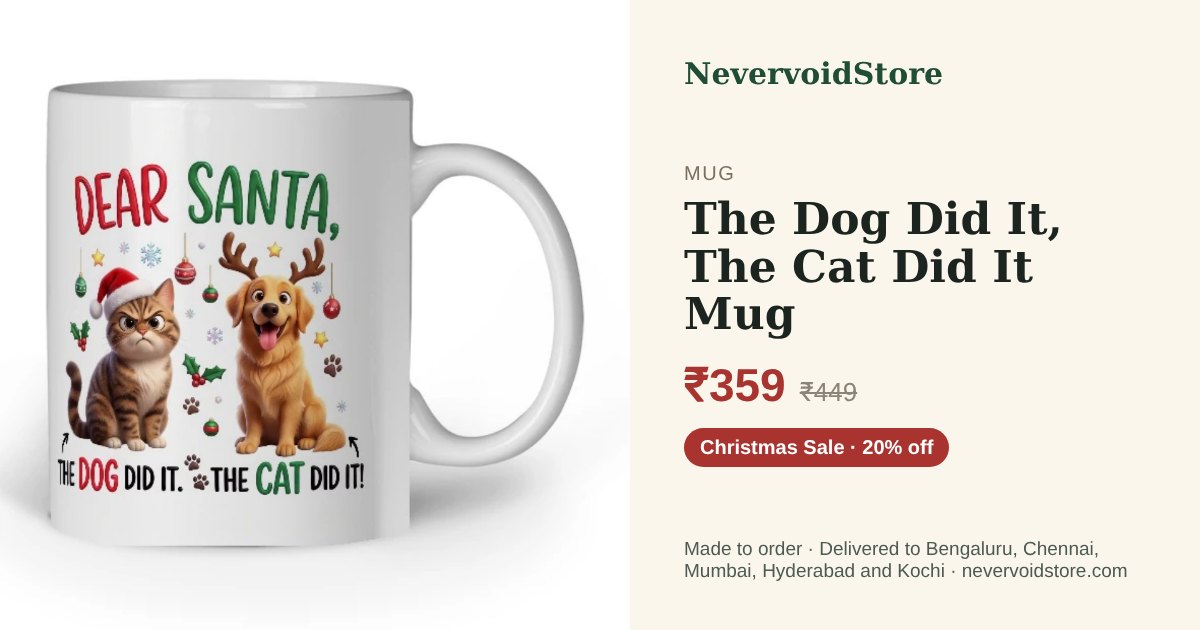 DEAR SANTA,
THE DOG DID IT. THE CAT DID IT!
NevervoidStore
MUG
The Dog Did It,
The Cat Did It
Mug
₹359 ₹449
Christmas Sale · 20% off
Made to order · Delivered to Bengaluru, Chennai,
Mumbai, Hyderabad and Kochi · nevervoidstore.com